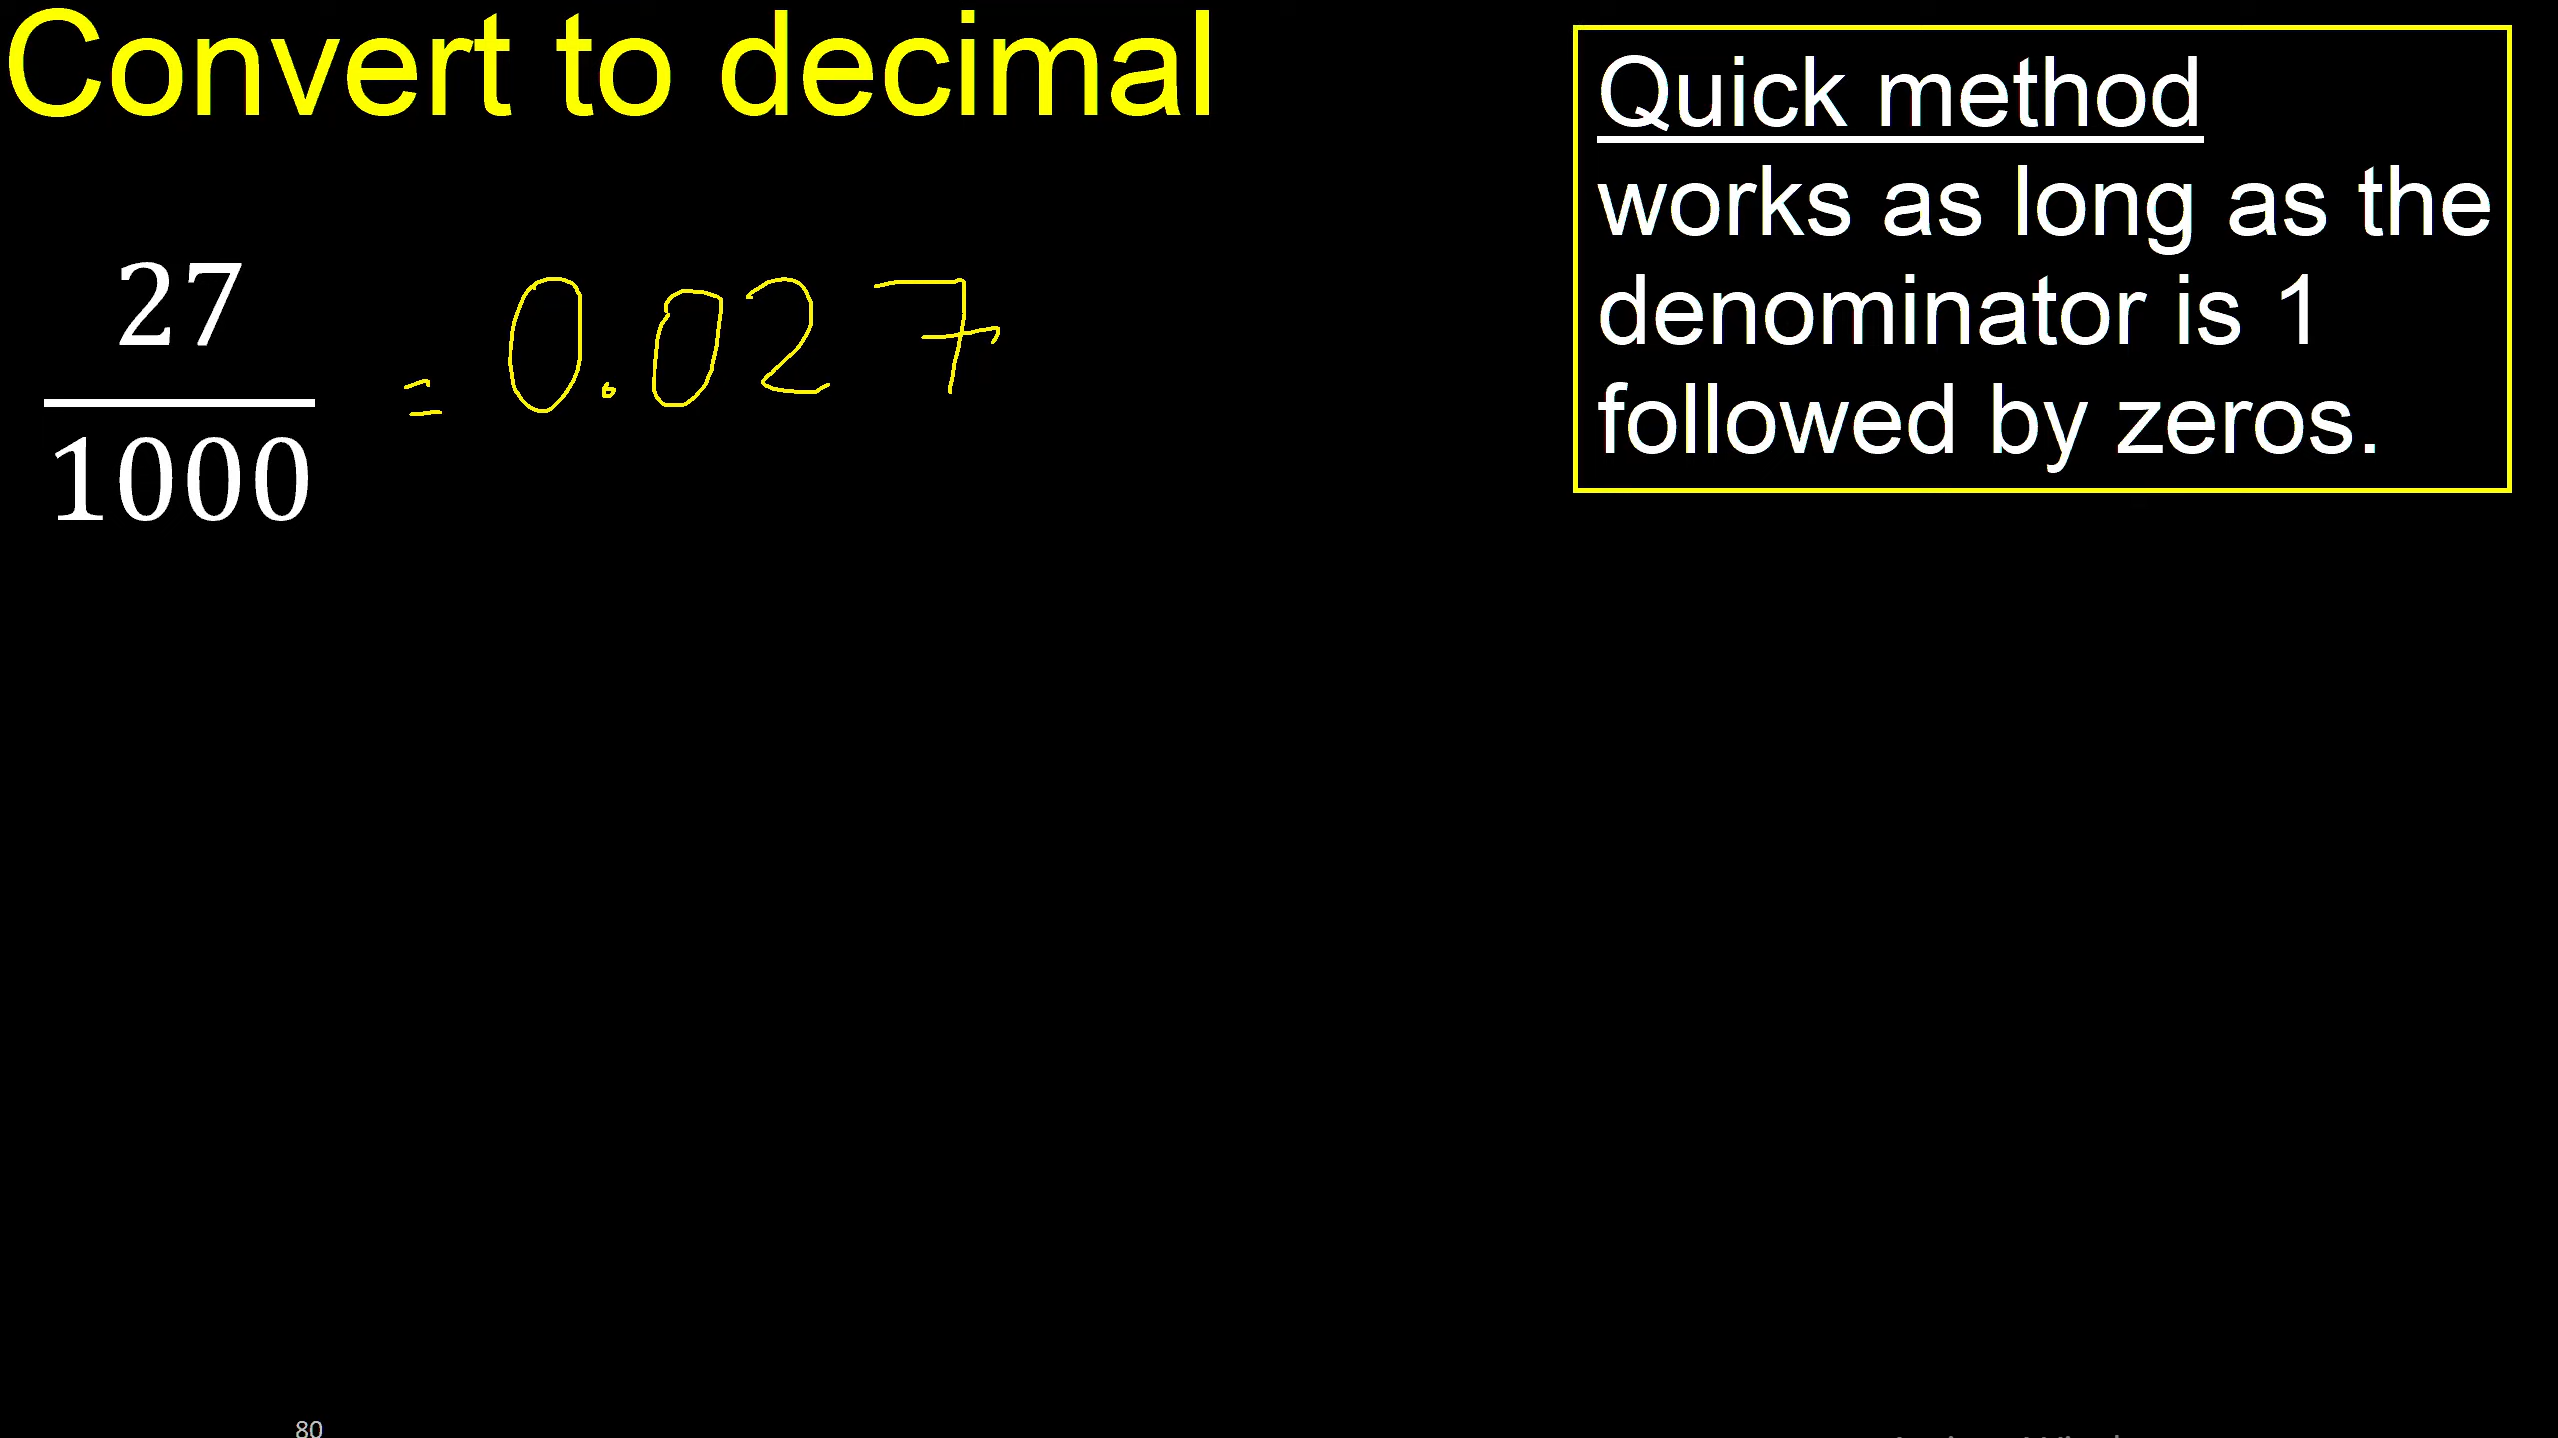 Convert to decimal
27
1000
= 0.027
Quick method
works as long as the
denominator is 1
followed by zeros.
80